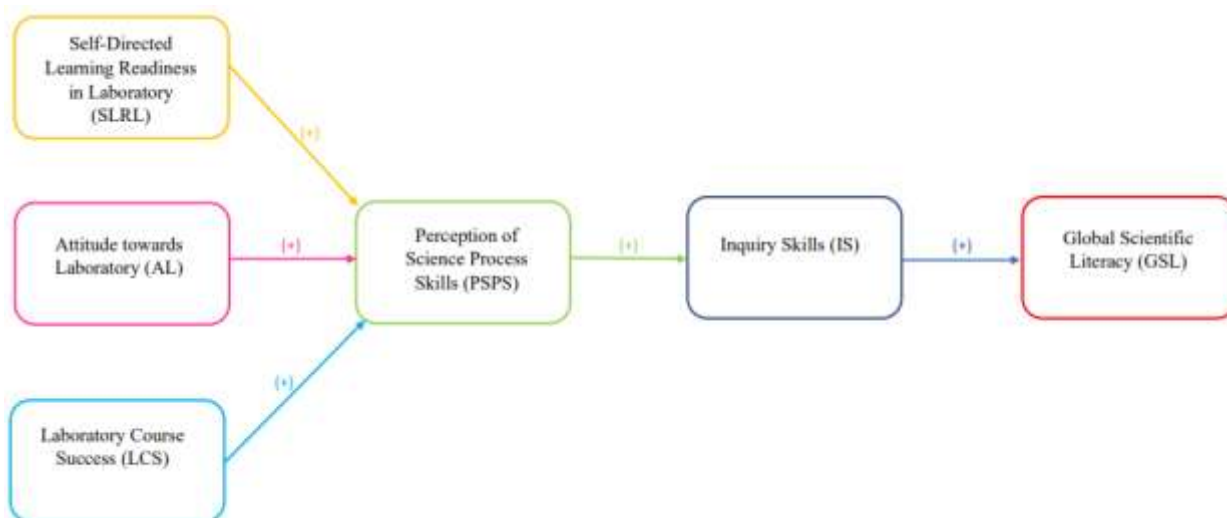 Self-Directed
Learning Readiness
in Laboratory
(SLRL)
(+)
Attitude towards
Laboratory (AL)
(+)
Perception of
Science Process
Skills (PSPS)
(+)
Inquiry Skills (IS)
(+)
Global Scientific
Literacy (GSL)
(+)
Laboratory Course
Success (LCS)